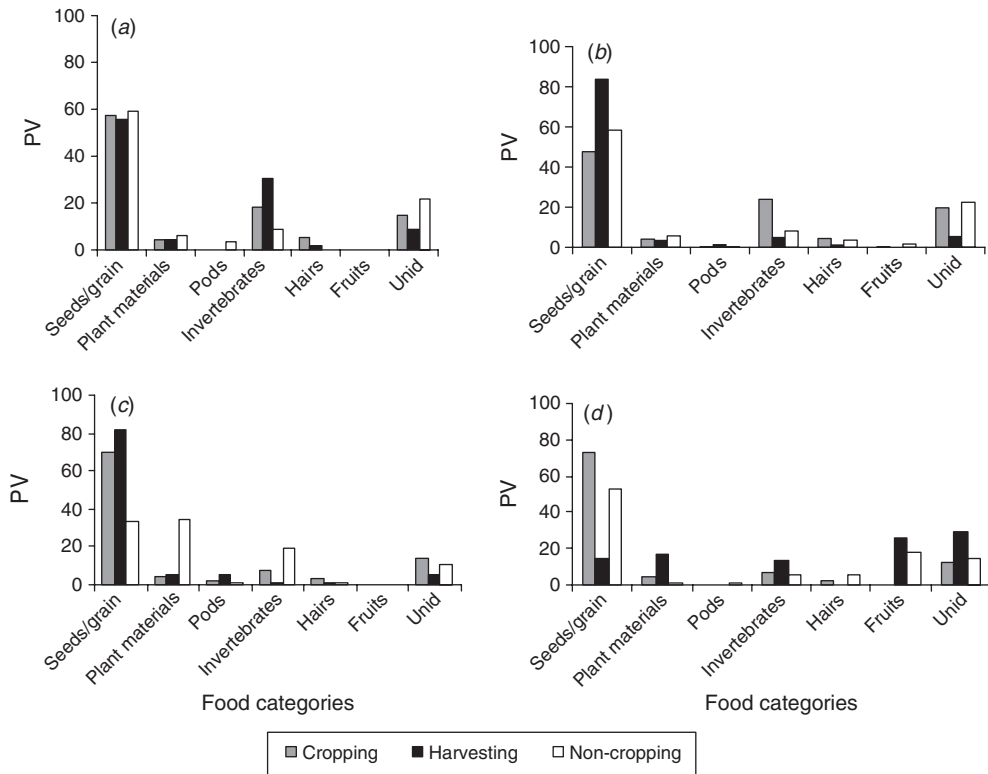 (a)
100
80
60
40
20
0
PV
Seeds/grain
Plant materials
Pods
Invertebrates
Hairs
Fruits
Unid
(b)
100
80
60
40
20
0
PV
Seeds/grain
Plant materials
Pods
Invertebrates
Hairs
Fruits
Unid
(c)
100
80
60
40
20
0
PV
Seeds/grain
Plant materials
Pods
Invertebrates
Hairs
Fruits
Unid
Food categories
(d)
100
80
60
40
20
0
PV
Seeds/grain
Plant materials
Pods
Invertebrates
Hairs
Fruits
Unid
Food categories
Cropping Harvesting Non-cropping